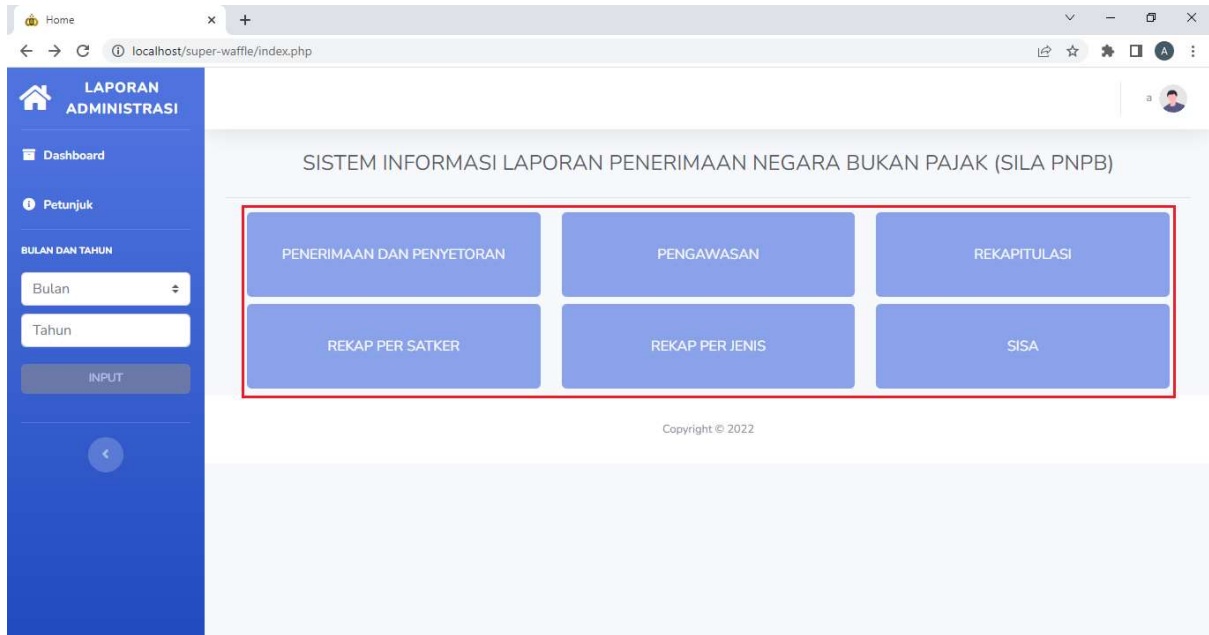 Home
localhost/super-waffle/index.php
A
LAPORAN
ADMINISTRASI
a
Dashboard
SISTEM INFORMASI LAPORAN PENERIMAAN NEGARA BUKAN PAJAK (SILA PNPB)
Petunjuk
BULAN DAN TAHUN
Bulan
Tahun
INPUT
PENERIMAAN DAN PENYETORAN
PENGAWASAN
REKAPITULASI
REKAP PER SATKER
REKAP PER JENIS
SISA
Copyright © 2022